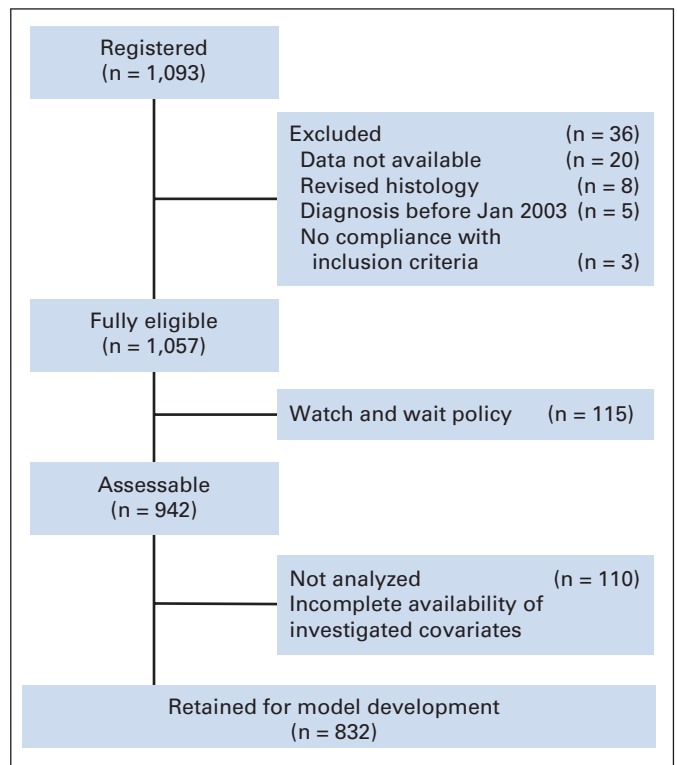 Registered
(n = 1,093)
Excluded (n = 36)
Data not available (n = 20)
Revised histology (n = 8)
Diagnosis before Jan 2003 (n = 5)
No compliance with
inclusion criteria (n = 3)
Fully eligible
(n = 1,057)
Watch and wait policy (n = 115)
Assessable
(n = 942)
Not analyzed (n = 110)
Incomplete availability of
investigated covariates
Retained for model development
(n = 832)